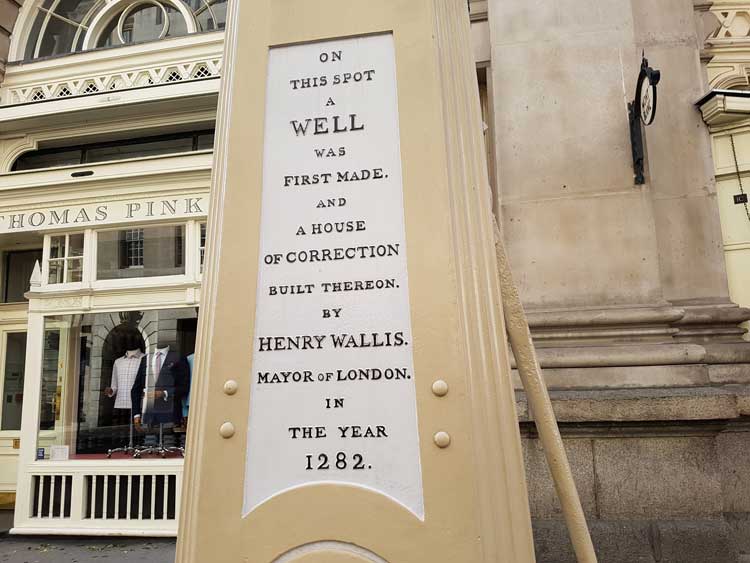 THOMAS PINK
ON
THIS SPOT
A
WELL
WAS
FIRST MADE.
AND
A HOUSE
OF CORRECTION
BUILT THEREON.
BY
HENRY WALLIS.
MAYOR OF LONDON.
IN
THE YEAR
1282.